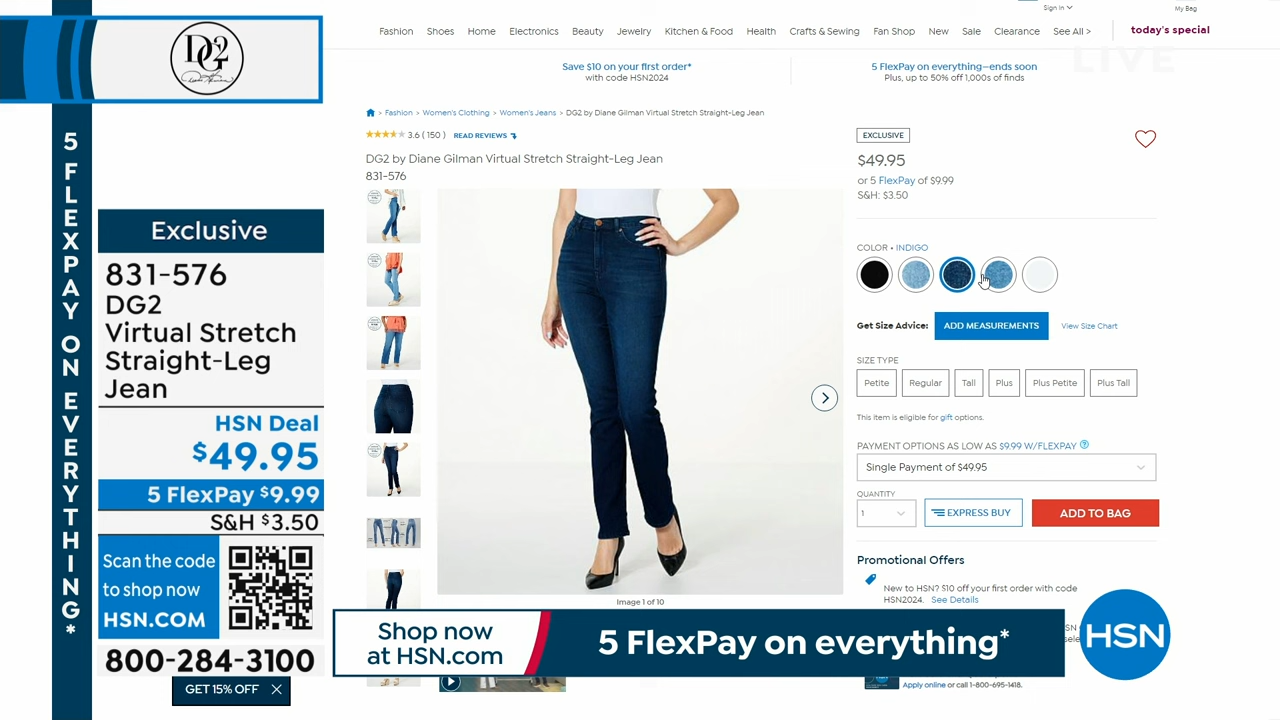 DG2
5 FLEXPAY ON EVERYTHING*
Exclusive
831-576
DG2
Virtual Stretch
Straight-Leg
Jean
HSN Deal
$49.95
5 FlexPay $9.99
S&H $3.50
Scan the code
to shop now
HSN.COM
800-284-3100
GET 15% OFF
Sign In
My Bag
Fashion Shoes Home Electronics Beauty Jewelry Kitchen & Food Health Crafts & Sewing Fan Shop New Sale Clearance See All > today's special
LIVE
Save $10 on your first order*
with code HSN2024
5 FlexPay on everything—ends soon
Plus, up to 50% off 1,000s of finds
> Fashion > Women's Clothing > Women's Jeans > DG2 by Diane Gilman Virtual Stretch Straight-Leg Jean
3.6 ( 150 ) READ REVIEWS
DG2 by Diane Gilman Virtual Stretch Straight-Leg Jean
831-576
Image 1 of 10
EXCLUSIVE
$49.95
or 5 FlexPay of $9.99
S&H: $3.50
COLOR • INDIGO
Get Size Advice: ADD MEASUREMENTS View Size Chart
SIZE TYPE
Petite Regular Tall Plus Plus Petite Plus Tall
This item is eligible for gift options.
PAYMENT OPTIONS AS LOW AS $9.99 W/FLEXPAY
Single Payment of $49.95
QUANTITY
1 EXPRESS BUY ADD TO BAG
Promotional Offers
New to HSN? $10 off your first order with code
HSN2024. See Details
Shop now
at HSN.com
5 FlexPay on everything*
HSN
Apply online or call 1-800-695-1418.